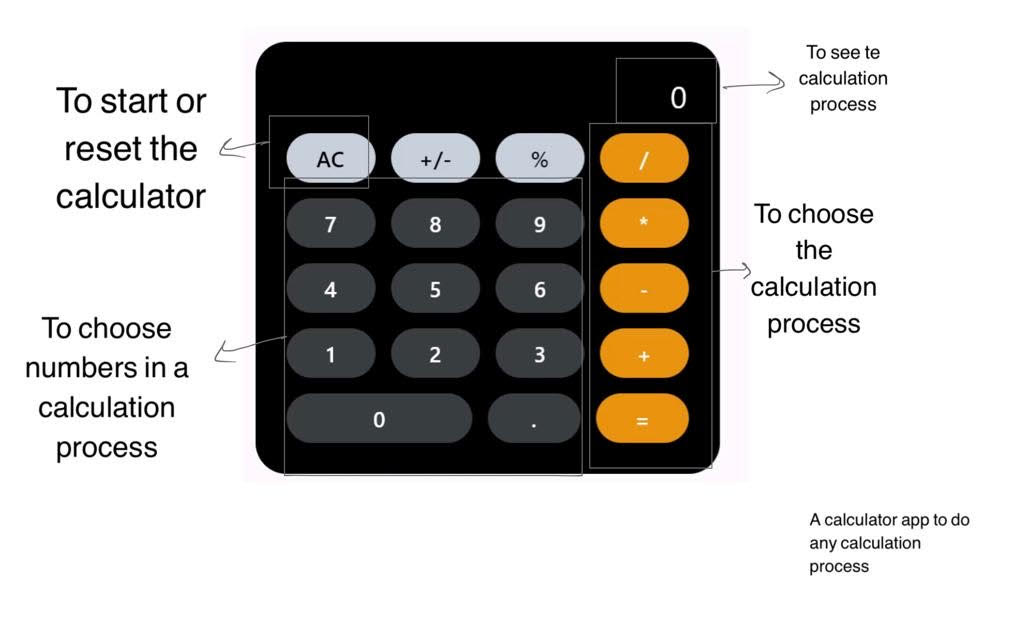 To start or
reset the
calculator
To choose
numbers in a
calculation
process
0
AC +/- % /
7 8 9 *
4 5 6 -
1 2 3 +
0 . =
To see te
calculation
process
To choose
the
calculation
process
A calculator app to do
any calculation
process